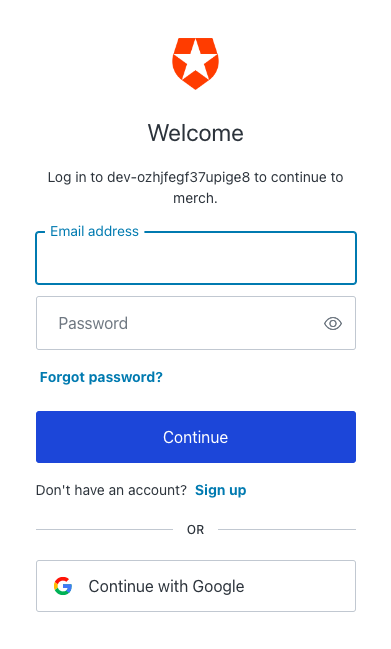 Welcome
Log in to dev-ozhjfegf37upige8 to continue to
merch.
Email address
Password
Forgot password?
Continue
Don't have an account? Sign up
OR
Continue with Google